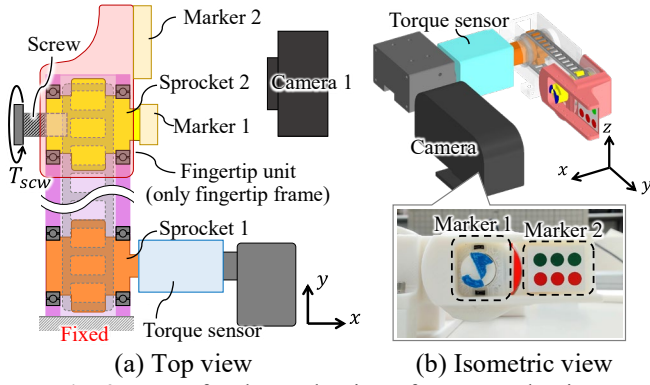 Marker 2
Screw
Sprocket 2
Camera 1
Marker 1
T_scw
Fingertip unit
(only fingertip frame)
Sprocket 1
y
x
Fixed
Torque sensor
(a) Top view
Torque sensor
Camera
z
x
y
Marker 1
Marker 2
(b) Isometric view